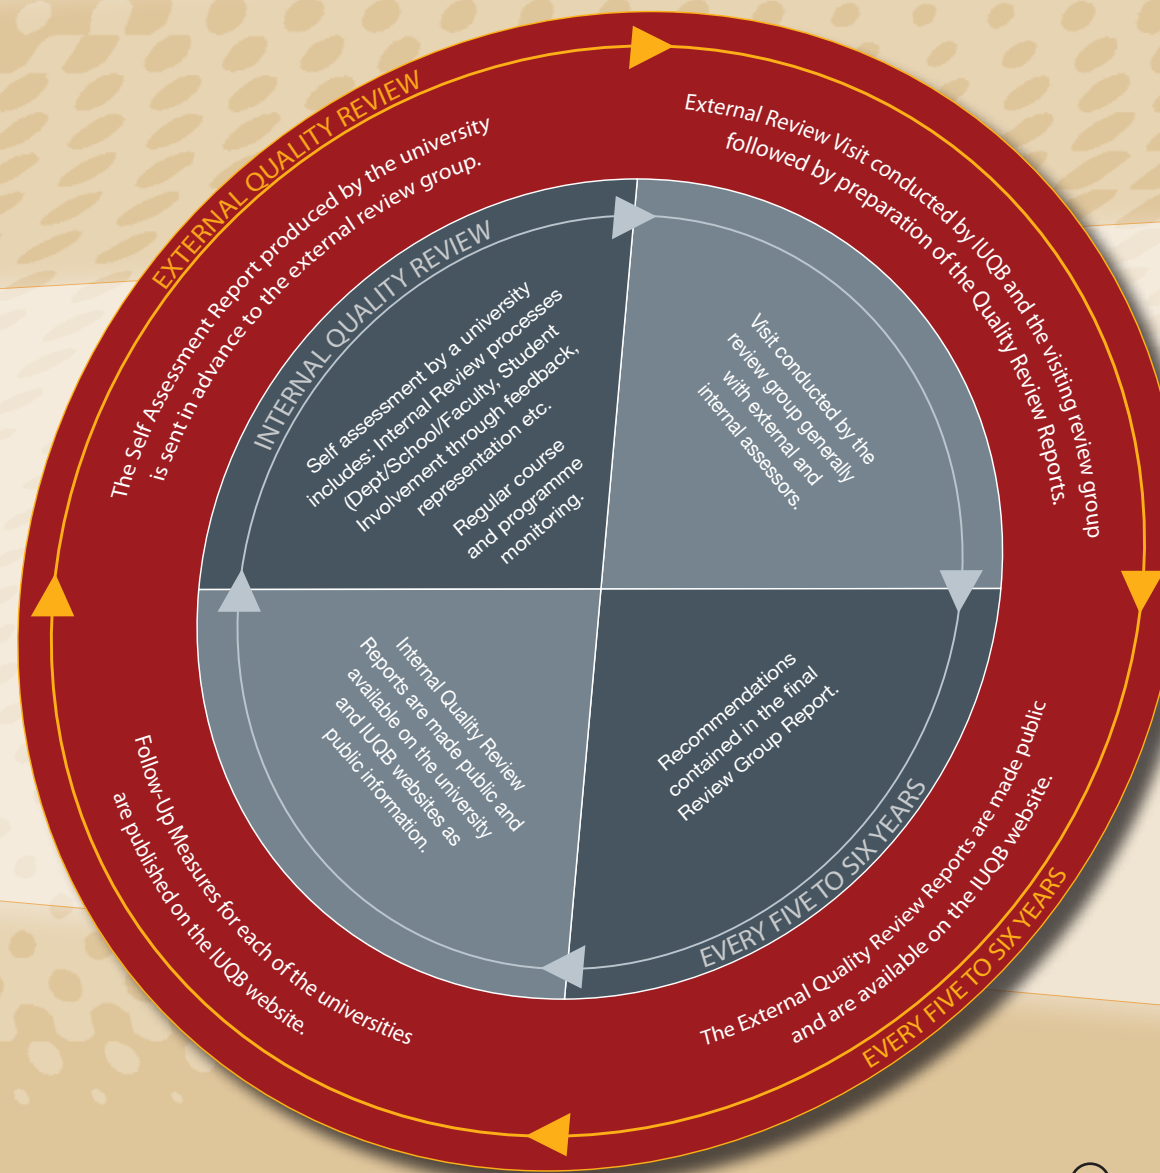 EXTERNAL QUALITY REVIEW
The Self Assessment Report produced by the university
is sent in advance to the external review group.
External Review Visit conducted by IUQB and the visiting review group
followed by preparation of the Quality Review Reports.
INTERNAL QUALITY REVIEW
Self assessment by a university
includes: Internal Review processes
(Dept/School/Faculty, Student
Involvement through feedback,
representation etc.
Regular course
and programme
monitoring.
Visit conducted by the
review group generally
with external and
internal assessors.
Recommendations
contained in the final
Review Group Report.
EVERY FIVE TO SIX YEARS
Internal Quality Review
Reports are made public and
available on the university
and IUQB websites as
public information.
The External Quality Review Reports are made public
and are available on the IUQB website.
EVERY FIVE TO SIX YEARS
Follow-Up Measures for each of the universities
are published on the IUQB website.